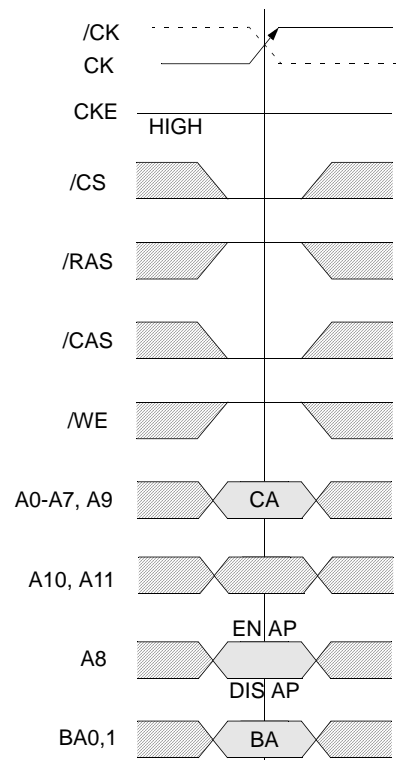 /CK
CK
CKE
HIGH
/CS
/RAS
/CAS
/WE
A0-A7, A9
CA
A10, A11
EN AP
A8
DIS AP
BA0,1
BA